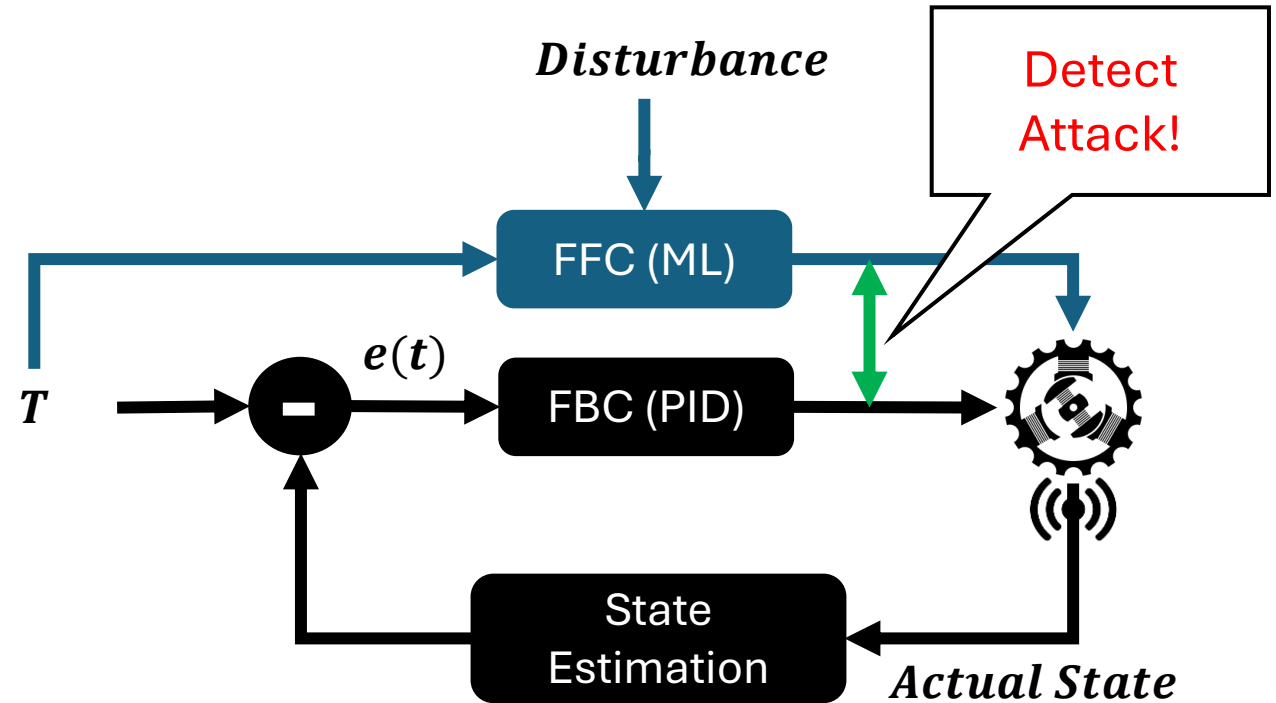 Disturbance
Detect
Attack!
FFC (ML)
e(t)
T
-
FBC (PID)
State
Estimation
Actual State